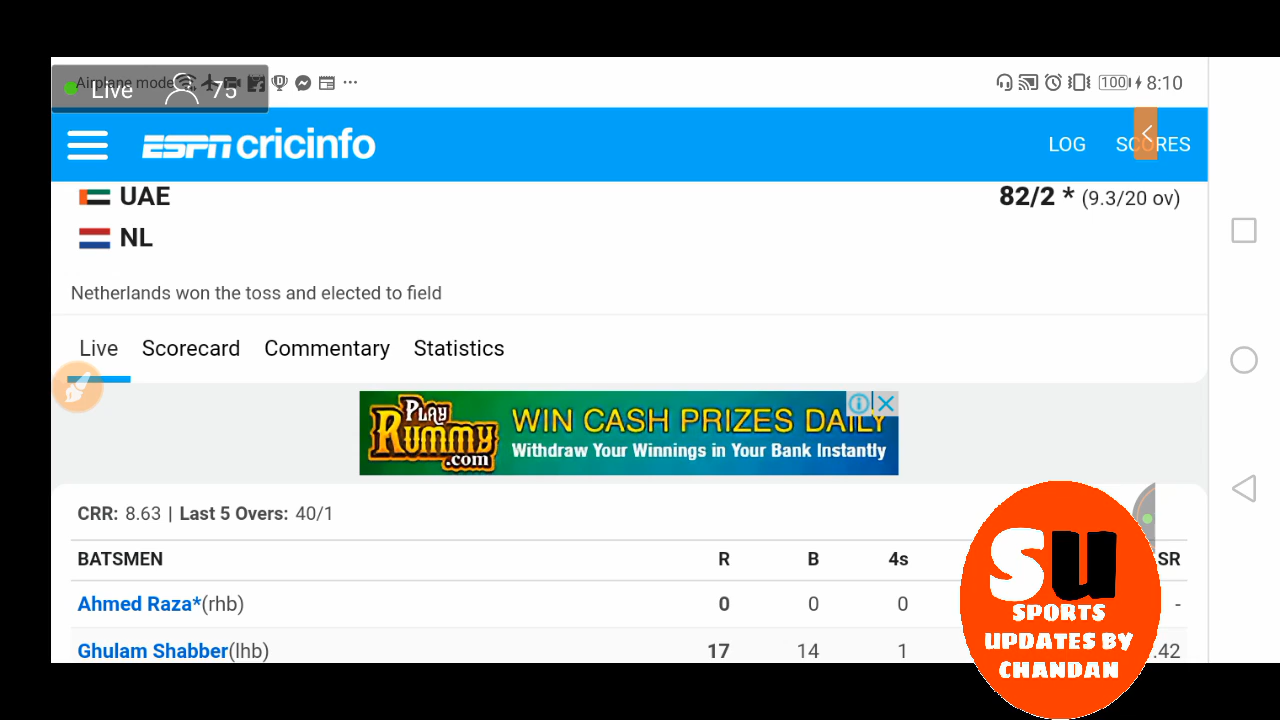 Airplane mode ... 100 8:10
Live 75
ESPN cricinfo LOG SCORES
UAE 82/2 * (9.3/20 ov)
NL
Netherlands won the toss and elected to field
Live Scorecard Commentary Statistics
PLAY RUMMY .COM
WIN CASH PRIZES DAILY
Withdraw Your Winnings in Your Bank Instantly
CRR: 8.63 | Last 5 Overs: 40/1
BATSMEN R B 4s SR
Ahmed Raza*(rhb) 0 0 0 -
Ghulam Shabber(lhb) 17 14 1 .42
SU
SPORTS
UPDATES BY
CHANDAN